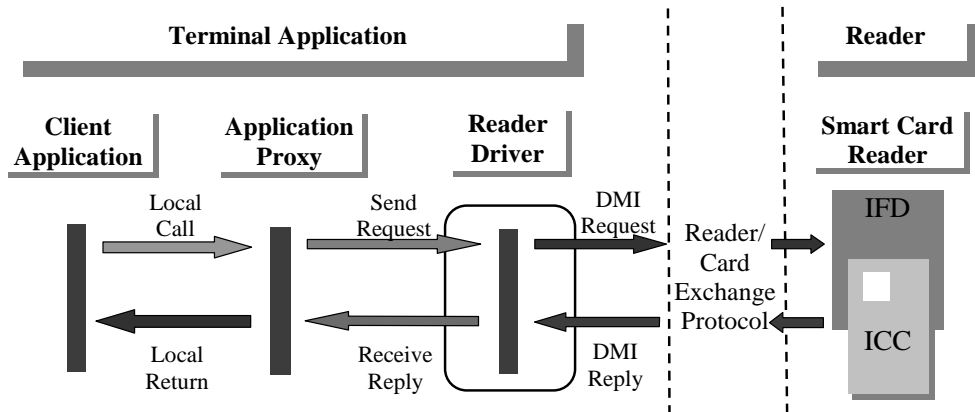 Terminal Application
Reader
Client
Application
Application
Proxy
Reader
Driver
Smart Card
Reader
Local
Call
Send
Request
DMI
Request
IFD
Reader/
Card
Exchange
Protocol
ICC
Local
Return
Receive
Reply
DMI
Reply